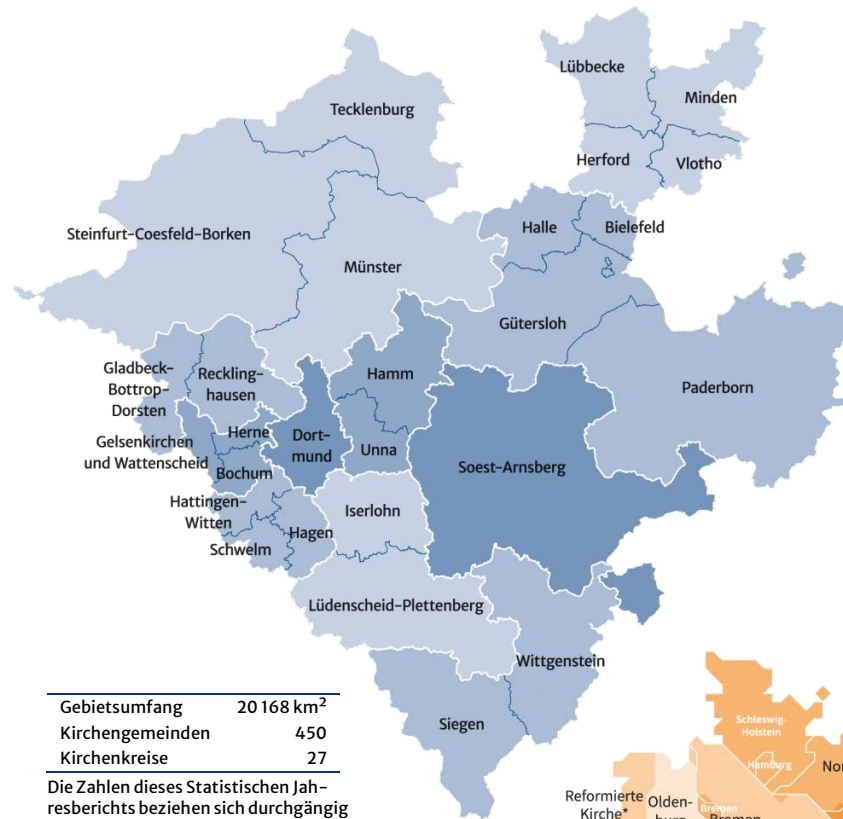 Lübbecke
Minden
Tecklenburg
Herford
Vlotho
Steinfurt-Coesfeld-Borken
Halle
Bielefeld
Münster
Gütersloh
Gladbeck-
Bottrop-
Dorsten
Reckling-
hausen
Hamm
Paderborn
Gelsenkirchen
und Wattenscheid
Herne
Dort-
mund
Unna
Bochum
Soest-Arnsberg
Hattingen-
Witten
Hagen
Iserlohn
Schwelm
Lüdenscheid-Plettenberg
Wittgenstein
Siegen
Gebietsumfang 20 168 km²
Kirchengemeinden 450
Kirchenkreise 27
Die Zahlen dieses Statistischen Jah-
resberichts beziehen sich durchgängig
Schleswig-
Holstein
Hamburg
Reformierte
Kirche*
Olden-
Bremen
Bremen